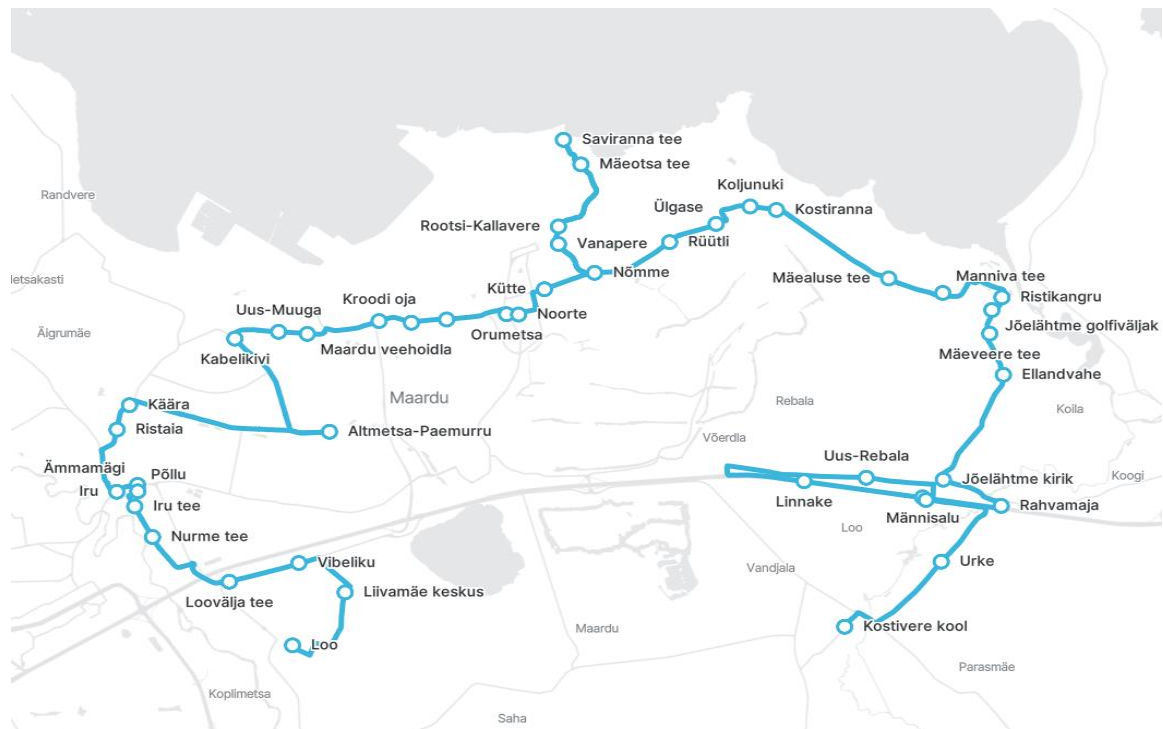 Saviranna tee
Mäeotsa tee
Koljunuki
Randvere
Ülgase
Kostiranna
Rootsi-Kallavere
Vanapere
Rüütli
Nõmme
Mäealuse tee
Manniva tee
Kütte
Ristikangru
Kroodi oja
Uus-Muuga
Noorte
Jõelähtme golfiväljak
Äigrumäe
Orumetsa
Maardu veehoidla
Kabelikivi
Mäeveere tee
Ellandvahe
Maardu
Rebala
Käära
Koila
Ristaia
Altmetsa-Paemurru
Võerdla
Uus-Rebala
Ämmamägi
Põllu
Jõelähtme kirik
Koogi
Iru
Linnake
Iru tee
Männisalu
Rahvamaja
Loo
Nurme tee
Vibeliku
Urke
Vandjala
Liivamäe keskus
Loovälja tee
Kostivere kool
Maardu
Loo
Parasmäe
Koplimetsa
Saha